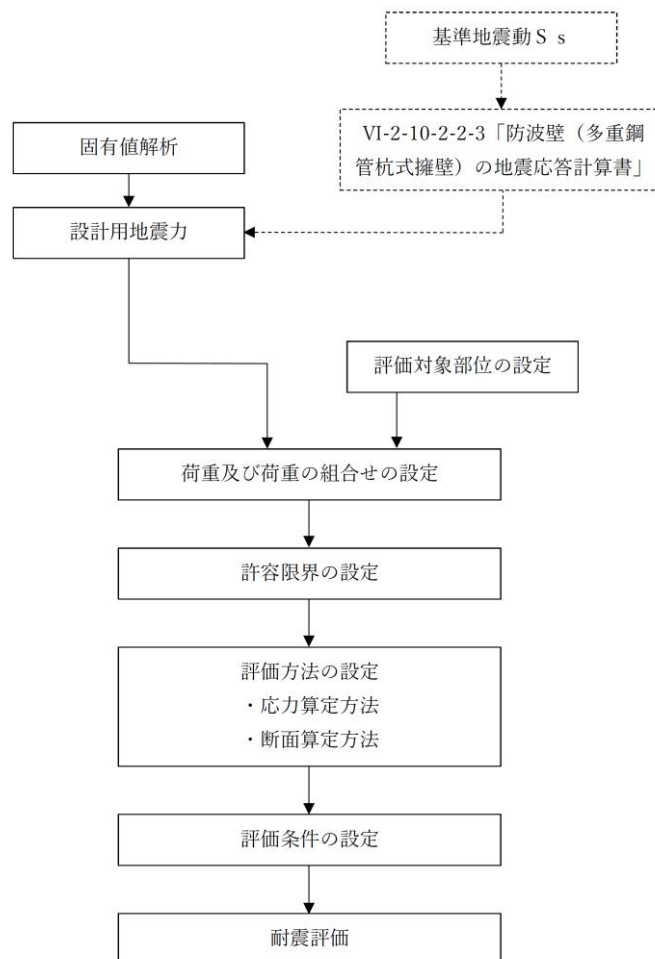 基準地震動Ｓｓ
固有値解析
Ⅵ-2-10-2-2-3「防波壁（多重鋼
管杭式擁壁）の地震応答計算書」
設計用地震力
評価対象部位の設定
荷重及び荷重の組合せの設定
許容限界の設定
評価方法の設定
・応力算定方法
・断面算定方法
評価条件の設定
耐震評価